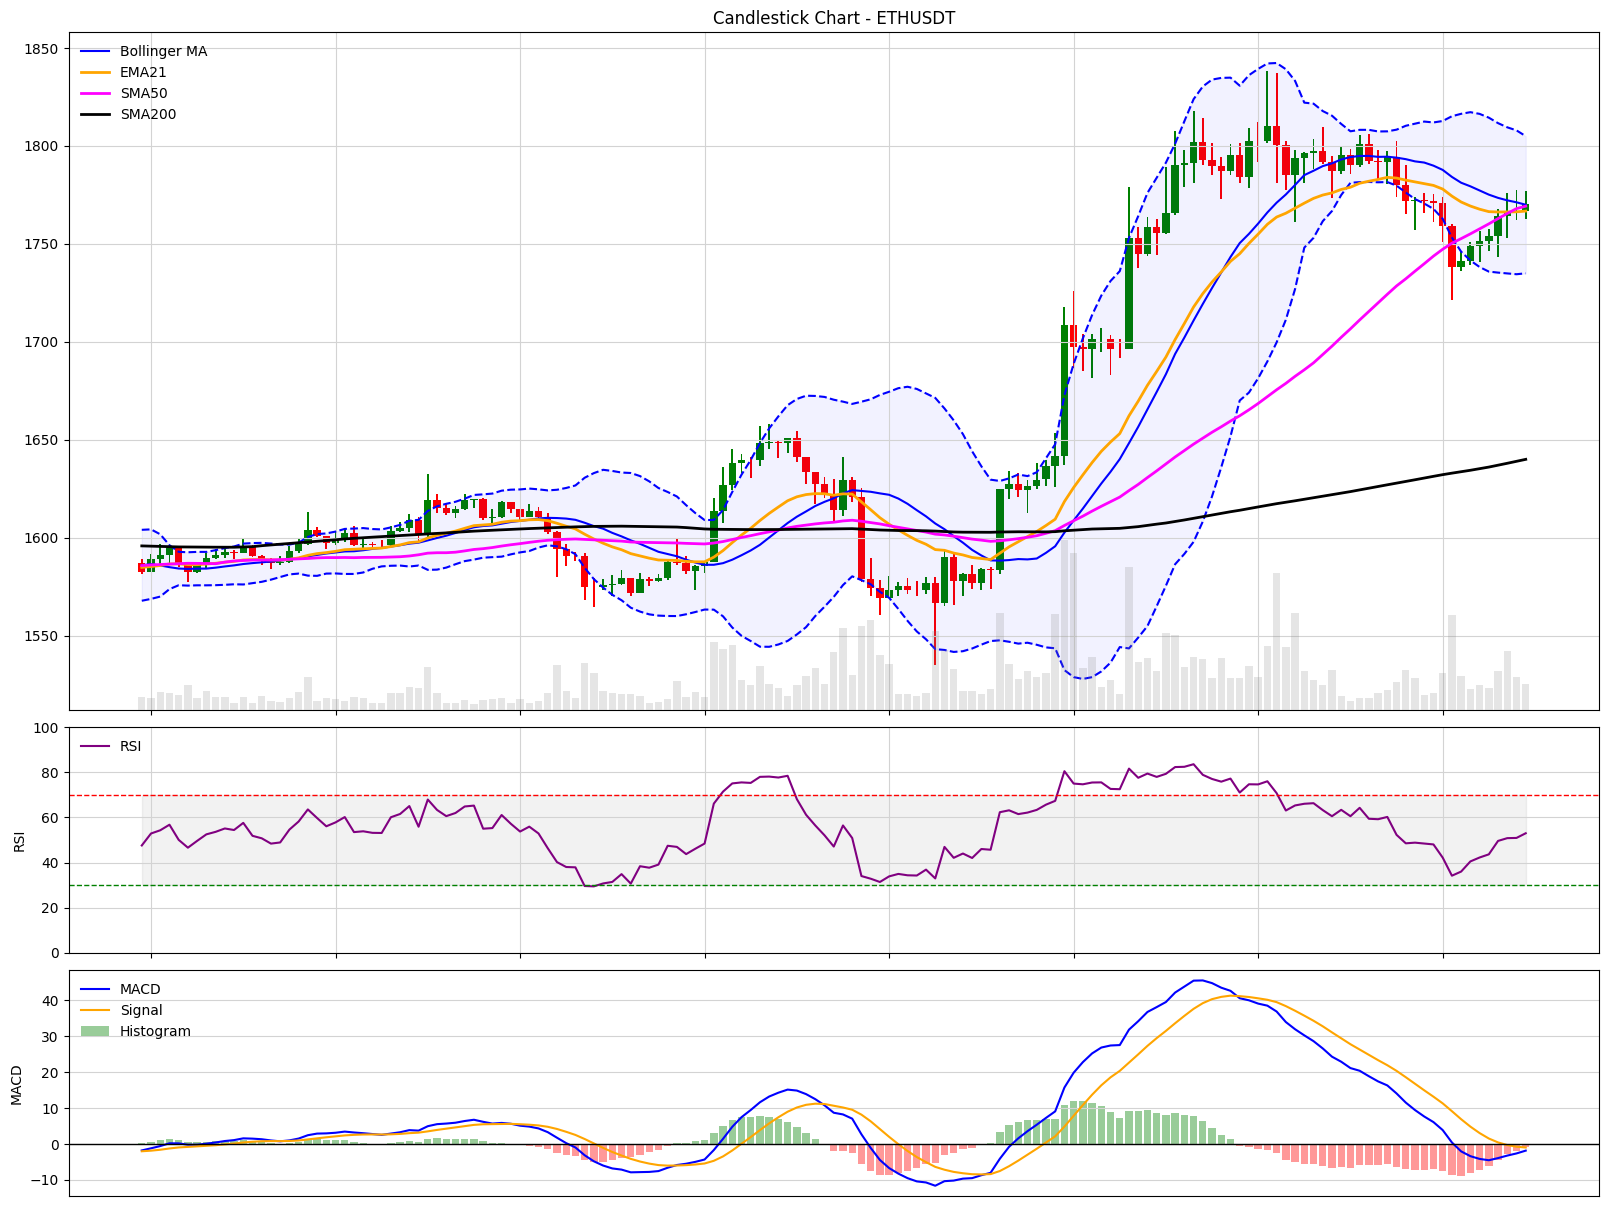 Candlestick Chart - ETHUSDT
1850
1800
1750
1700
1650
1600
1550
Bollinger MA
EMA21
SMA50
SMA200
100
80
60
40
20
0
RSI
RSI
40
30
20
10
0
−10
MACD
MACD
Signal
Histogram